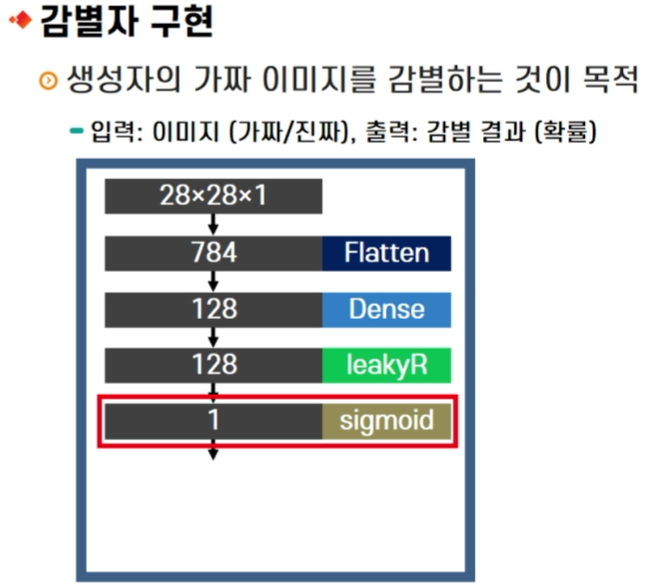 감별자 구현
생성자의 가짜 이미지를 감별하는 것이 목적
입력: 이미지 (가짜/진짜), 출력: 감별 결과 (확률)
28×28×1
784 Flatten
128 Dense
128 leakyR
1 sigmoid